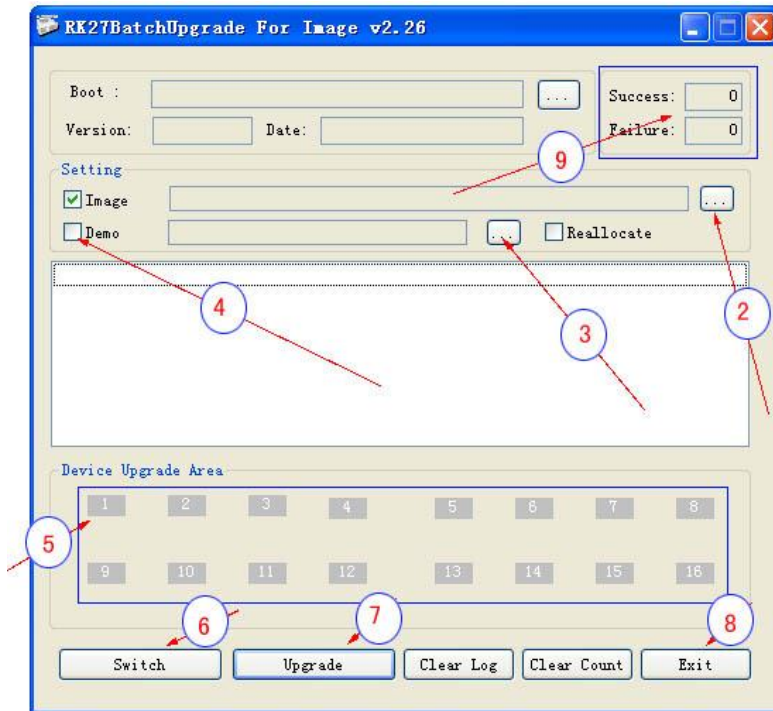 RK27BatchUpgrade For Image v2.26
Boot :
...
Success: 0
Version:
Date:
Failure: 0
9
Setting
Image
...
Demo
...
Reallocate
4
3
2
Device Upgrade Area
1 2 3 4 5 6 7 8
5
9 10 11 12 13 14 15 16
6
7
8
Switch
Upgrade
Clear Log
Clear Count
Exit